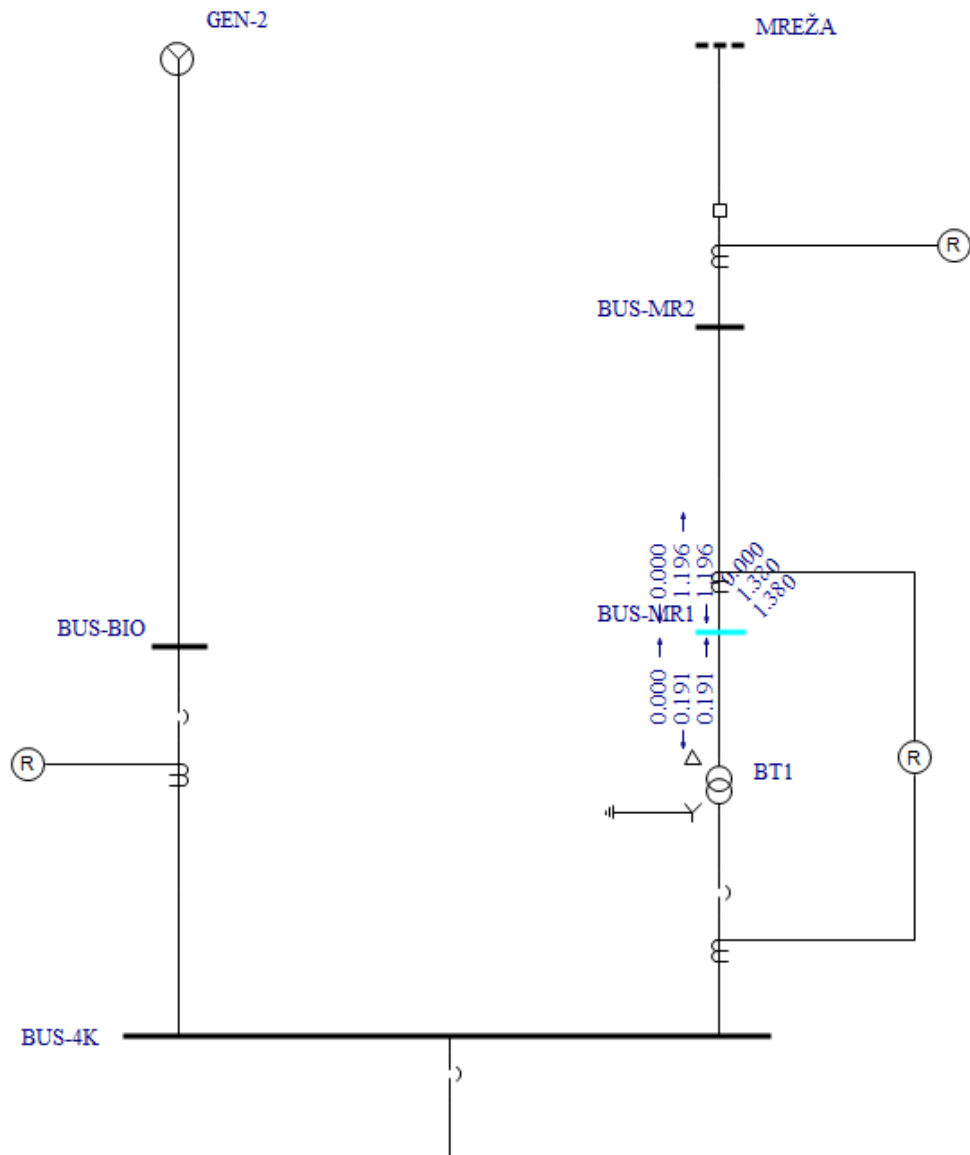 GEN-2
MREŽA
R
BUS-MR2
0.000
1.196
1.196
0.000
1.380
1.380
BUS-MR1
BUS-BIO
0.000
0.191
0.191
R
R
BT1
BUS-4K